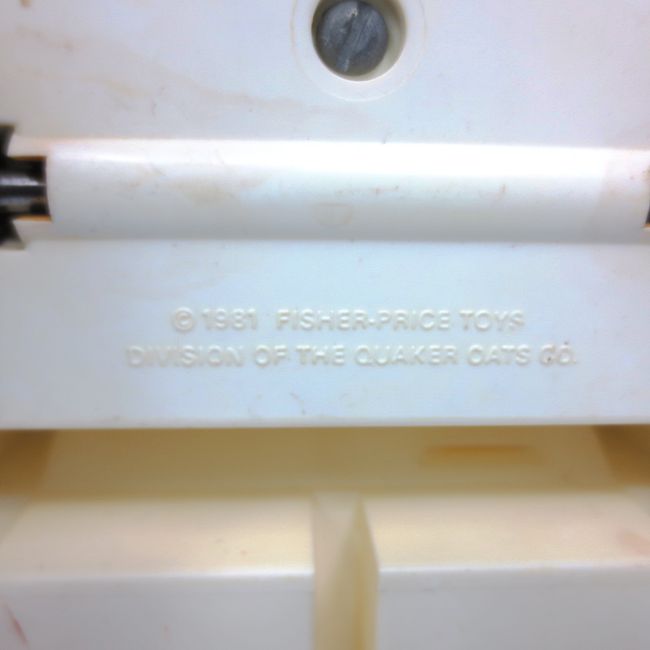 © 1981 FISHER-PRICE TOYS
DIVISION OF THE QUAKER OATS CO.